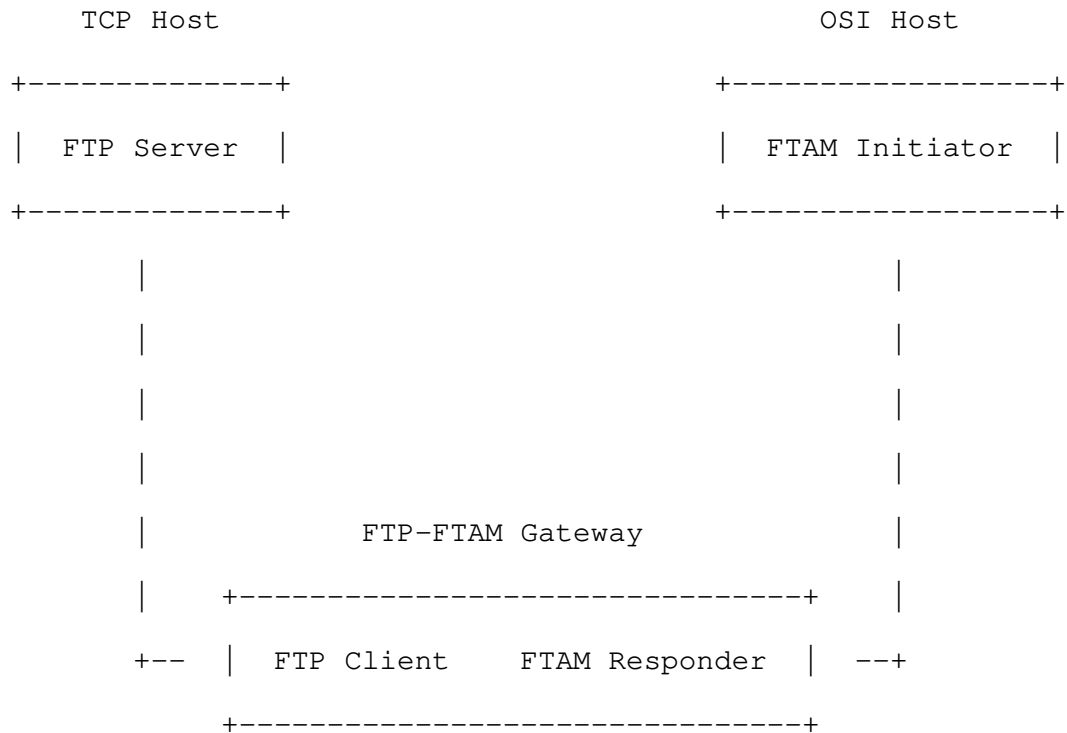 TCP Host                                  OSI Host
+--------------+                        +------------------+
|  FTP Server  |                        |  FTAM Initiator  |
+--------------+                        +------------------+
|                                          |
|                                          |
|                                          |
|                                          |
|            FTP-FTAM Gateway              |
|    +--------------------------------+    |
+-- |  FTP Client    FTAM Responder  | --+
+--------------------------------+